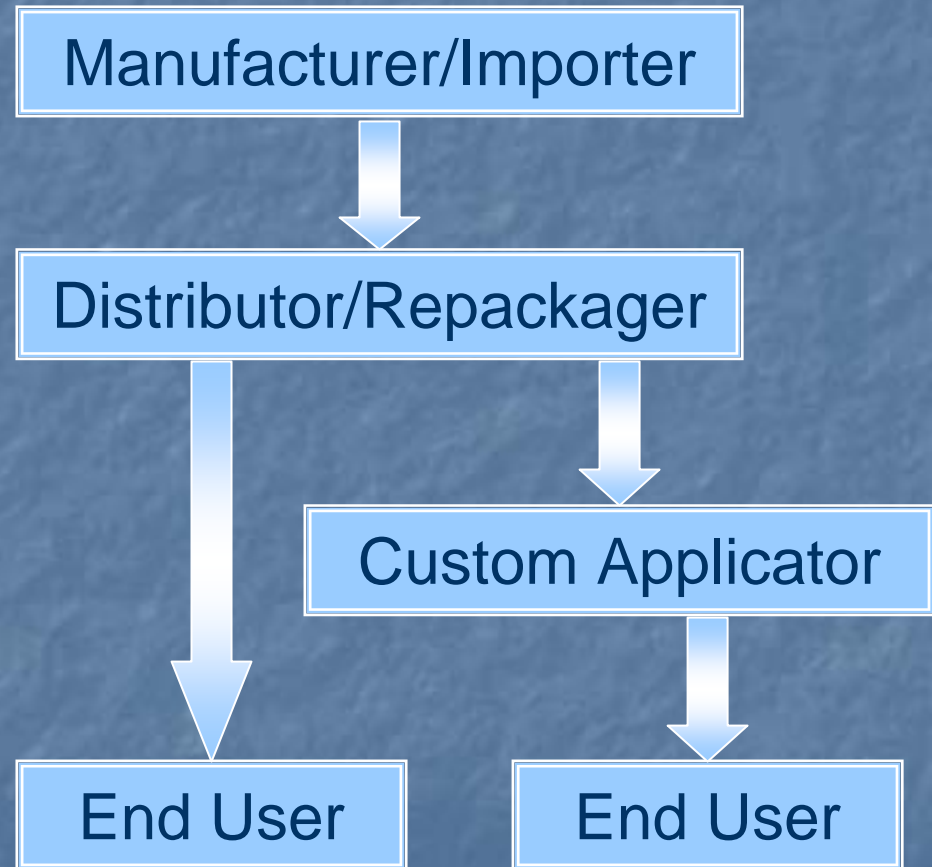 Manufacturer/Importer
Distributor/Repackager
Custom Applicator
End User
End User